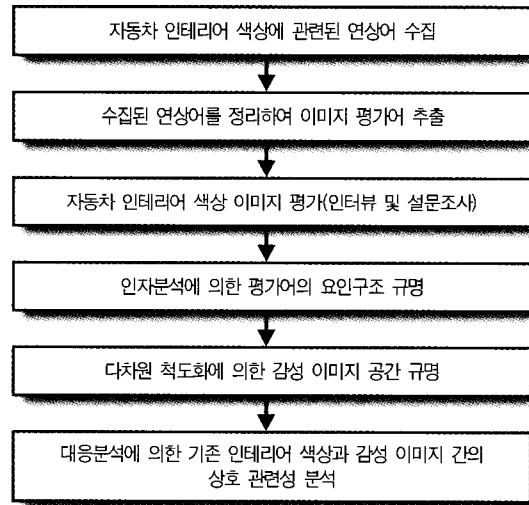 자동차 인테리어 색상에 관련된 연상어 수집
수집된 연상어를 정리하여 이미지 평가어 추출
자동차 인테리어 색상 이미지 평가(인터뷰 및 설문조사)
인자분석에 의한 평가어의 요인구조 규명
다차원 척도화에 의한 감성 이미지 공간 규명
대응분석에 의한 기존 인테리어 색상과 감성 이미지 간의
상호 관련성 분석